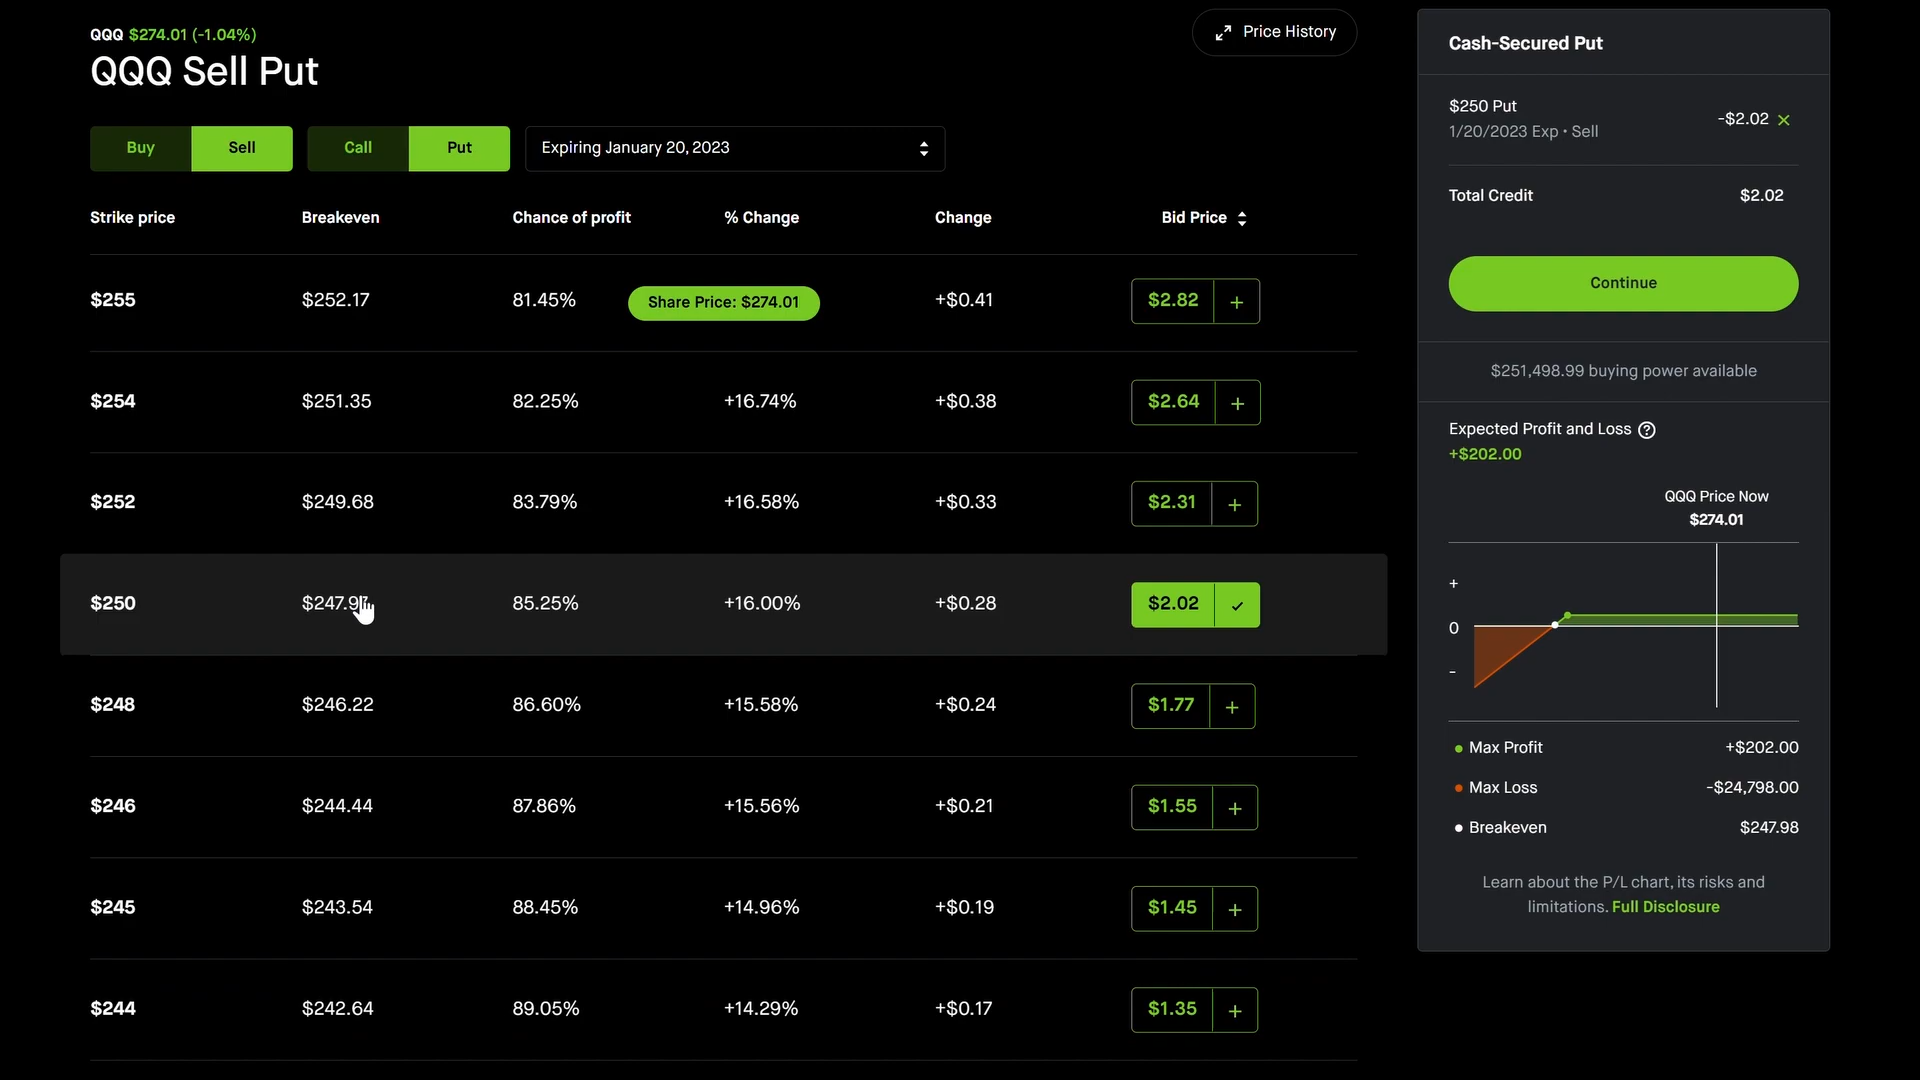 QQQ $274.01 (-1.04%)
QQQ Sell Put
Price History
Buy Sell Call Put Expiring January 20, 2023
Strike price Breakeven Chance of profit % Change Change Bid Price
$255 $252.17 81.45% Share Price: $274.01 +$0.41 $2.82 +
$254 $251.35 82.25% +16.74% +$0.38 $2.64 +
$252 $249.68 83.79% +16.58% +$0.33 $2.31 +
$250 85.25% +16.00% +$0.28 $2.02
$248 $246.22 86.60% +15.58% +$0.24 $1.77 +
$246 $244.44 87.86% +15.56% +$0.21 $1.55 +
$245 $243.54 88.45% +14.96% +$0.19 $1.45 +
$244 $242.64 89.05% +14.29% +$0.17 $1.35 +
Cash-Secured Put
$250 Put
1/20/2023 Exp • Sell
-$2.02 ×
Total Credit $2.02
Continue
$251,498.99 buying power available
Expected Profit and Loss ?
+$202.00
QQQ Price Now
$274.01
+
0
-
Max Profit +$202.00
Max Loss -$24,798.00
Breakeven $247.98
Learn about the P/L chart, its risks and
limitations. Full Disclosure